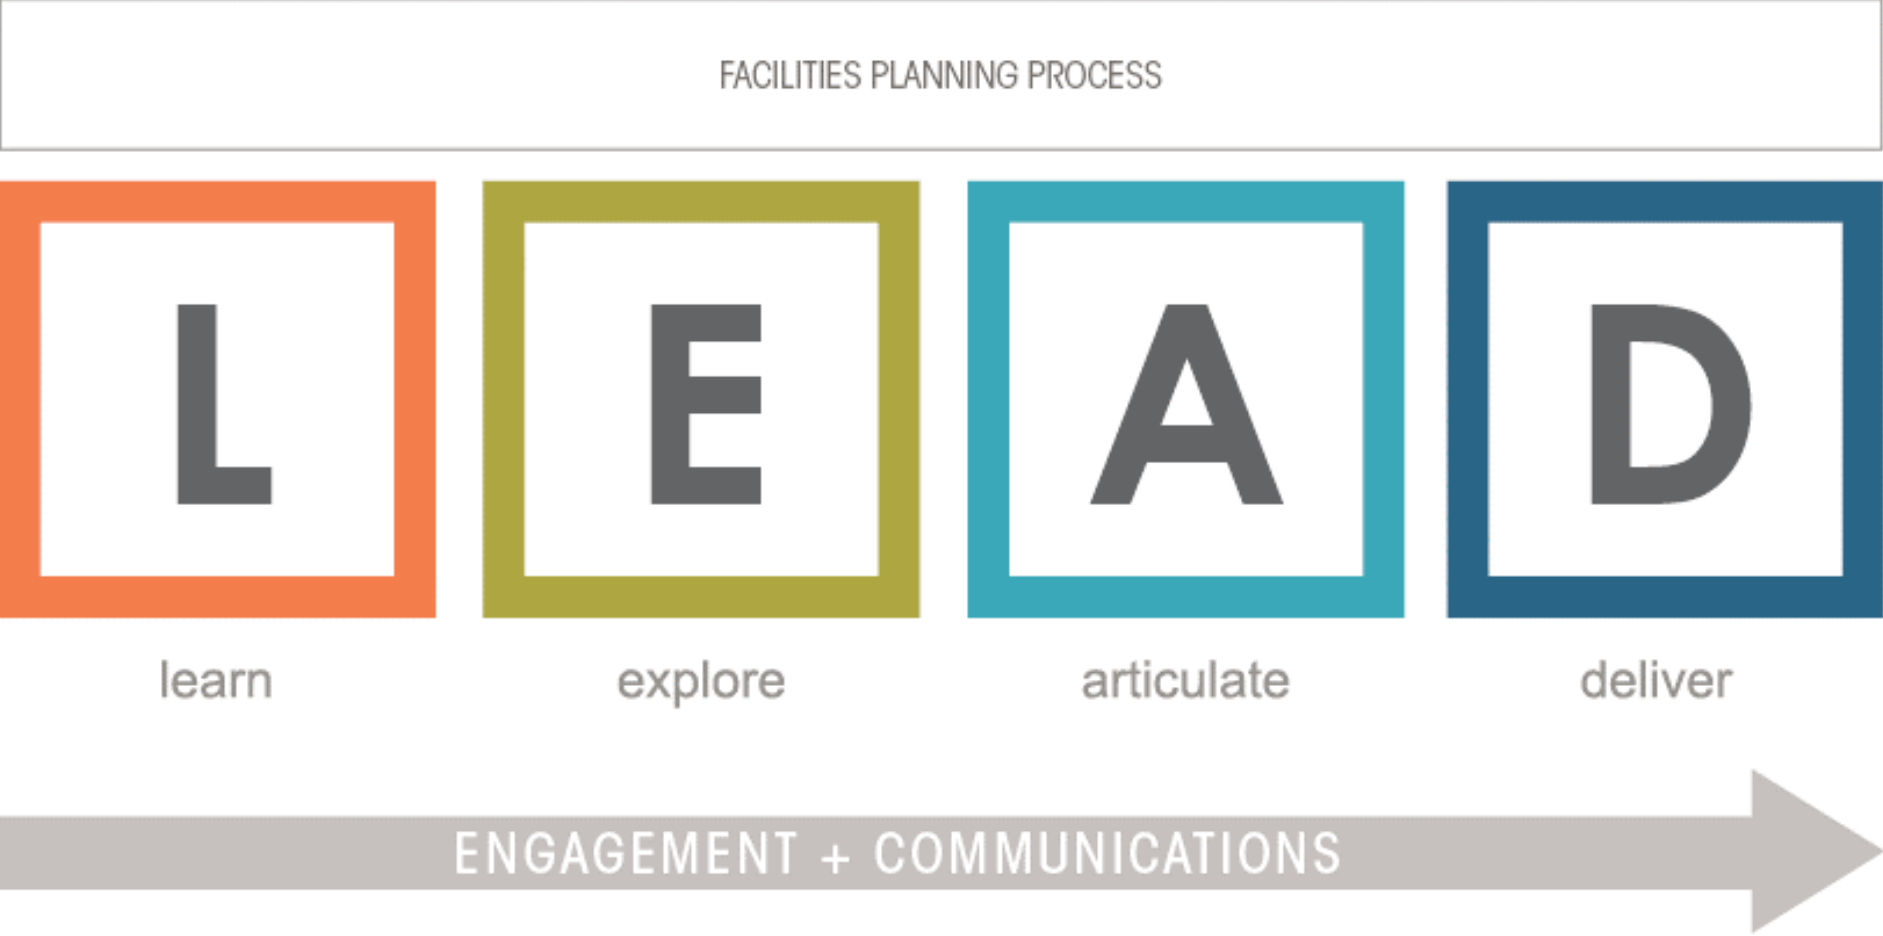 FACILITIES PLANNING PROCESS
L E A D
learn explore articulate deliver
ENGAGEMENT + COMMUNICATIONS